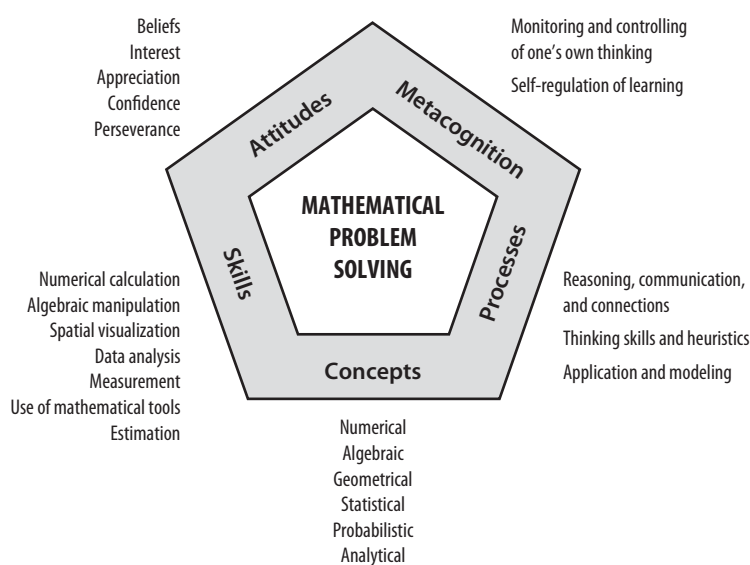 Beliefs
Interest
Appreciation
Confidence
Perseverance
Monitoring and controlling
of one's own thinking
Self-regulation of learning
Attitudes
Metacognition
MATHEMATICAL
PROBLEM
SOLVING
Skills
Processes
Concepts
Numerical calculation
Algebraic manipulation
Spatial visualization
Data analysis
Measurement
Use of mathematical tools
Estimation
Reasoning, communication,
and connections
Thinking skills and heuristics
Application and modeling
Numerical
Algebraic
Geometrical
Statistical
Probabilistic
Analytical